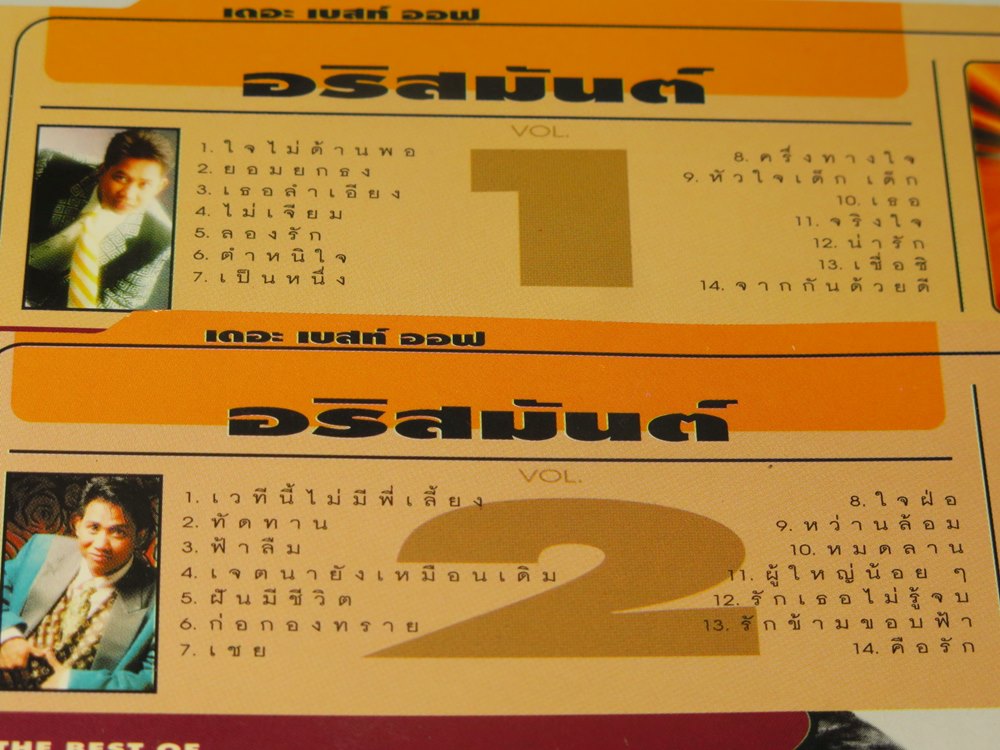 เดอะ เบสท์ ออฟ
อริสมันต์
VOL.
1
1. ใจไม่ด้านพอ
2. ยอมยกธง
3. เธอลำเอียง
4. ไม่เจียม
5. ลองรัก
6. ตำหนิใจ
7. เป็นหนึ่ง
8. ครึ่งทางใจ
9. หัวใจเด็ก เด็ก
10. เธอ
11. จริงใจ
12. น่ารัก
13. เชื่อซิ
14. จากกันด้วยดี
เดอะ เบสท์ ออฟ
อริสมันต์
VOL.
2
1. เวทีนี้ไม่มีพี่เลี้ยง
2. ทัดทาน
3. ฟ้าลืม
4. เจตนายังเหมือนเดิม
5. ฝันมีชีวิต
6. ก่อกองทราย
7. เชย
8. ใจฝ่อ
9. หว่านล้อม
10. หมดลาน
11. ผู้ใหญ่น้อย ๆ
12. รักเธอไม่รู้จบ
13. รักข้ามขอบฟ้า
14. คือรัก
THE BEST OF